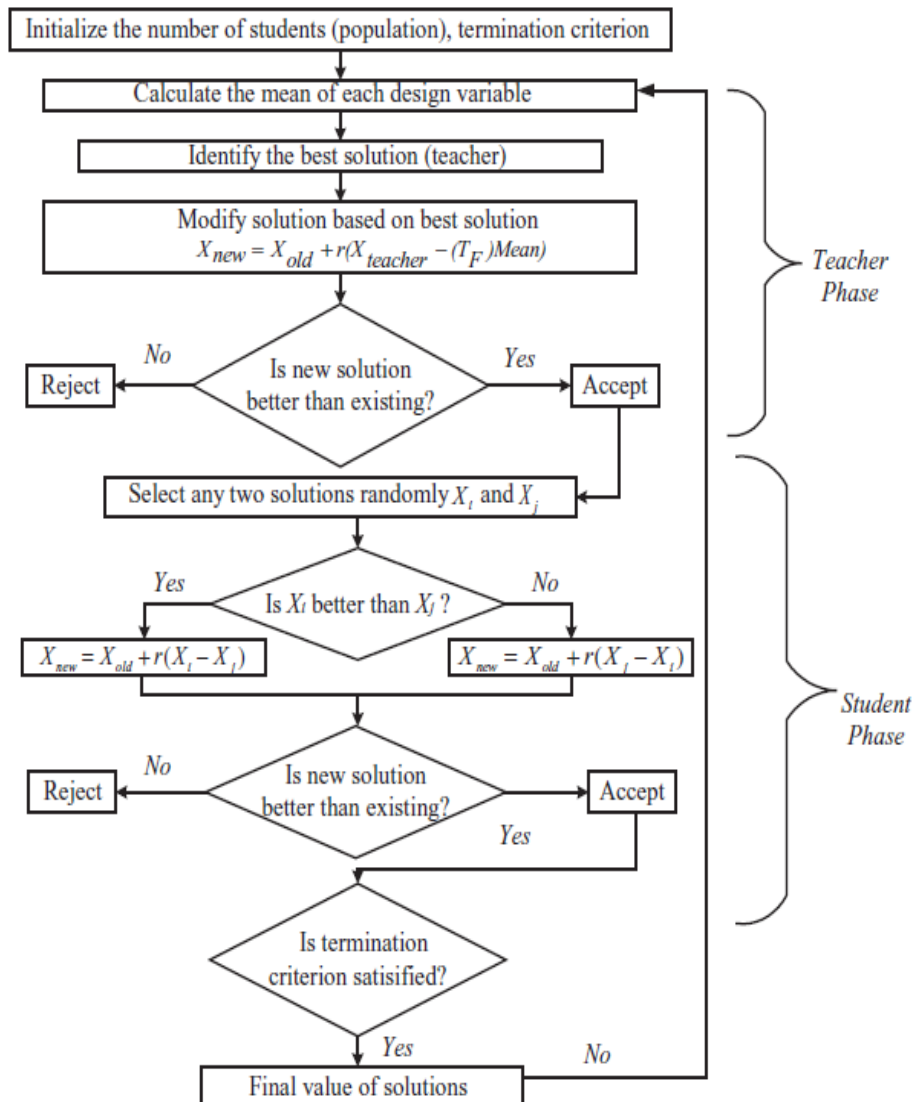 Initialize the number of students (population), termination criterion
Calculate the mean of each design variable
Identify the best solution (teacher)
Modify solution based on best solution
X_new = X_old + r(X_teacher − (T_F)Mean)
Teacher
Phase
No
Yes
Is new solution
better than existing?
Reject
Accept
Select any two solutions randomly X_i and X_j
Yes
No
Is X_i better than X_j ?
X_new = X_old + r(X_i − X_j)
X_new = X_old + r(X_j − X_i)
Student
Phase
No
Is new solution
better than existing?
Reject
Accept
Yes
Is termination
criterion satisified?
Yes
No
Final value of solutions